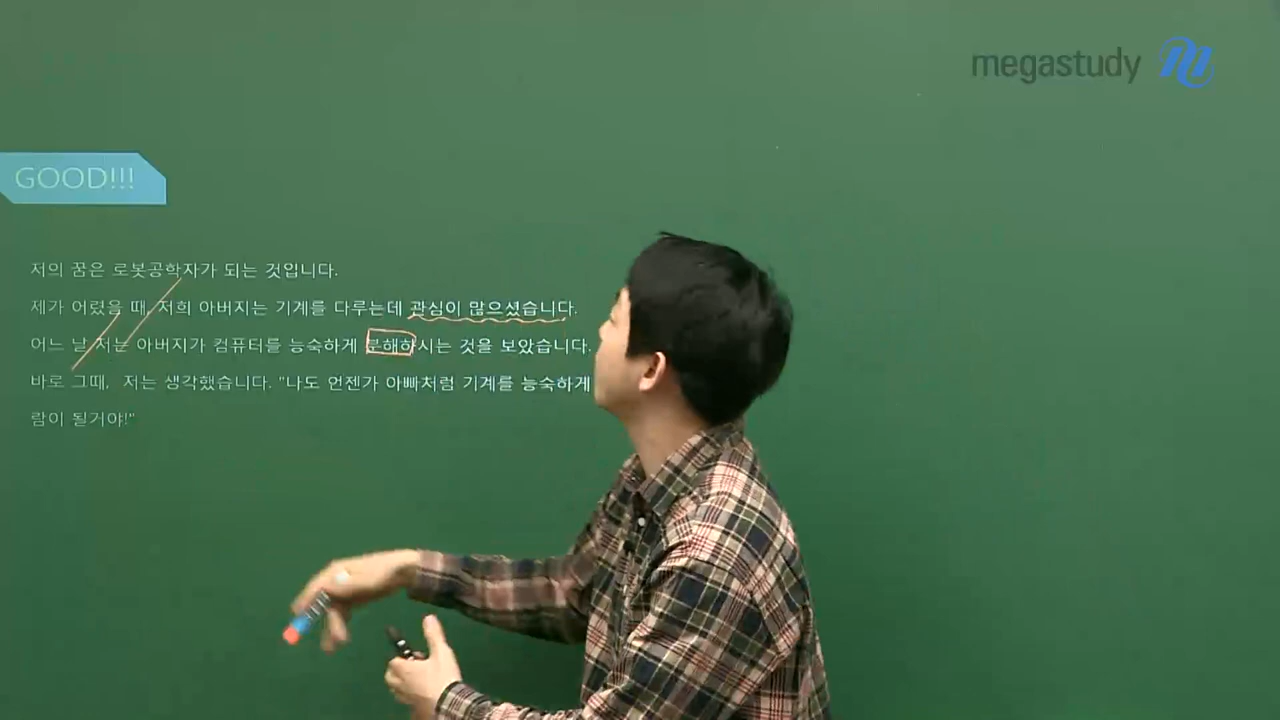 megastudy
GOOD!!!
저의 꿈은 로봇공학자가 되는 것입니다.
제가 어렸을 때, 저희 아버지는 기계를 다루는데 관심이 많으셨습니다.
어느 날 저는 아버지가 컴퓨터를 능숙하게 분해하시는 것을 보았습니다.
바로 그때, 저는 생각했습니다. "나도 언젠가 아빠처럼 기계를 능숙하게
람이 될거야!"